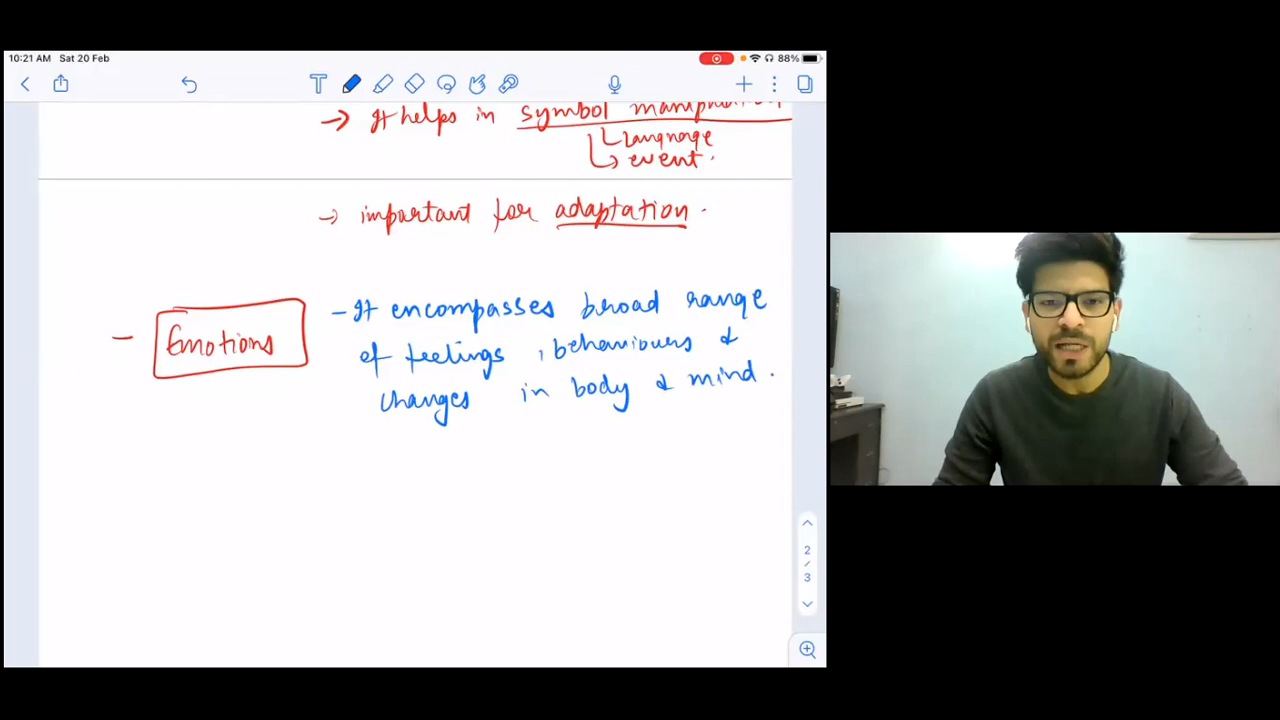 10:21 AM Sat 20 Feb
88%
→ It helps in symbol manipulation
language
→ event.
→ important for adaptation.
- Emotions
- It encompasses broad range
of feelings, behaviours &
changes in body & mind.
2
/
3